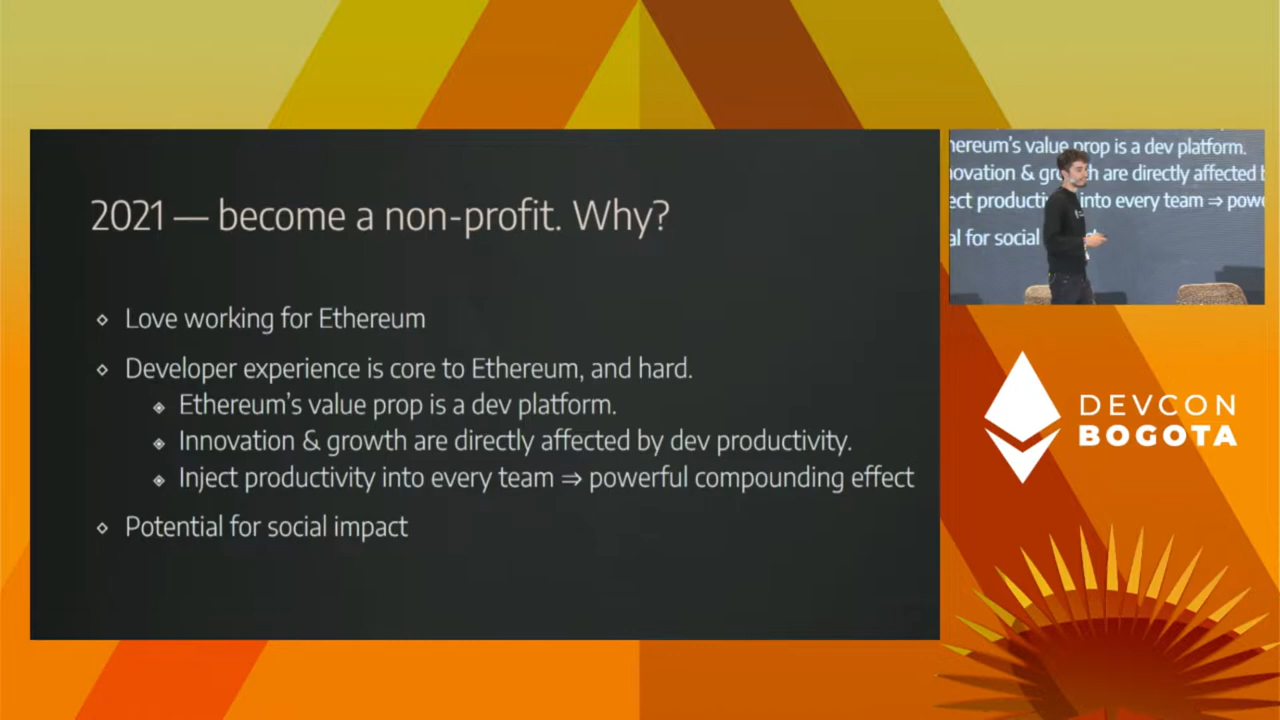 2021 — become a non-profit. Why?
Love working for Ethereum
Developer experience is core to Ethereum, and hard.
Ethereum's value prop is a dev platform.
Innovation & growth are directly affected by dev productivity.
Inject productivity into every team ⇒ powerful compounding effect
Potential for social impact
hereum's value prop is a dev platform.
ovation & gr th are directly affected b
ect producti into every team ⇒ powe
al for social
DEVCON
BOGOTA